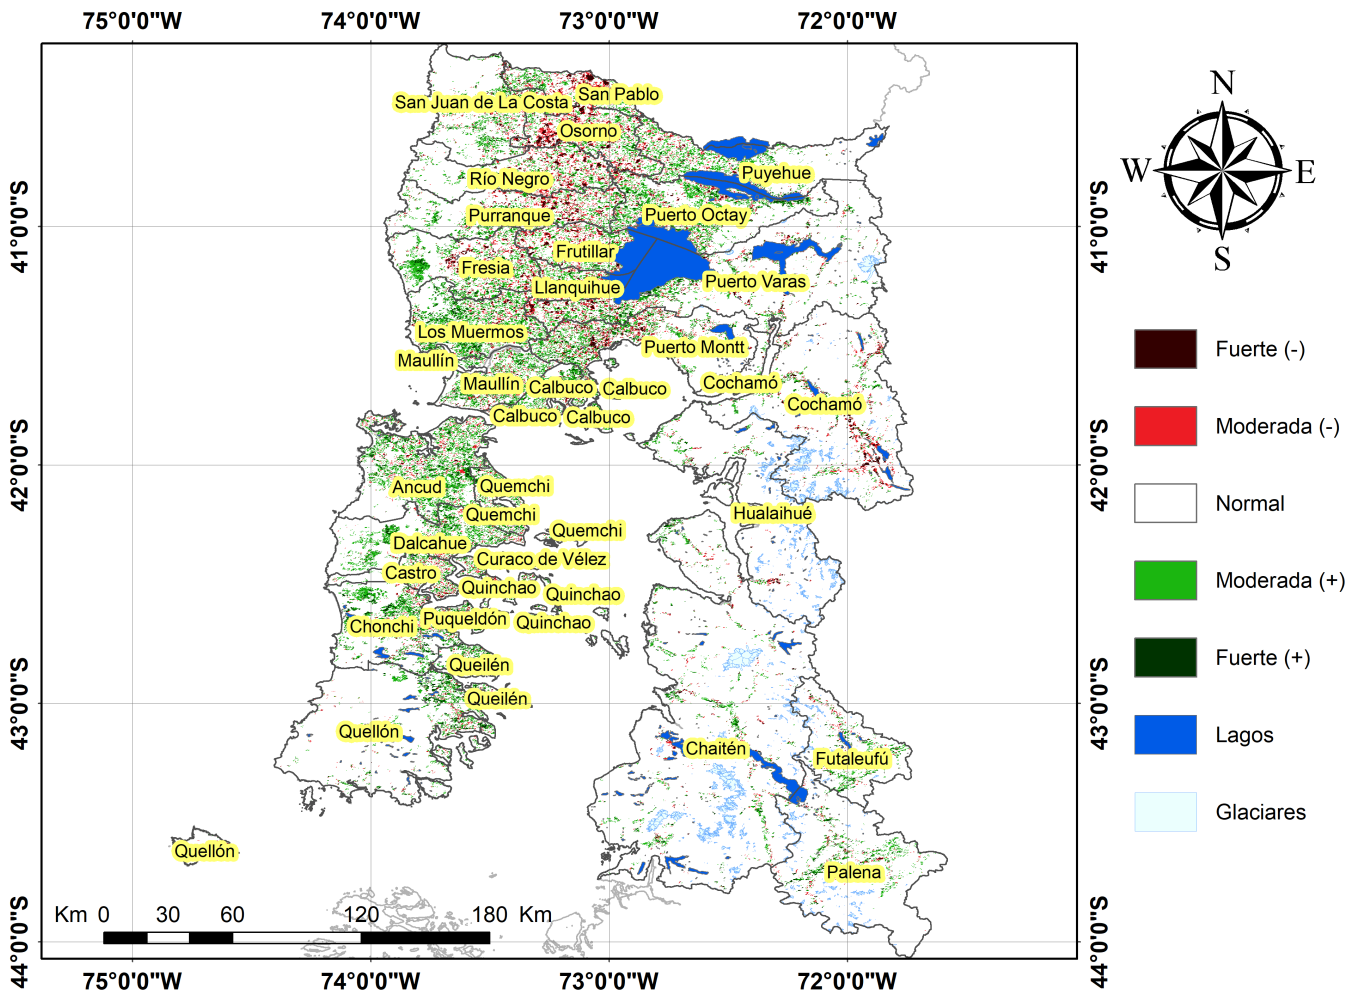 75°0'0"W 74°0'0"W 73°0'0"W 72°0'0"W
N
W E
S
41°0'0"S
42°0'0"S
43°0'0"S
44°0'0"S
41°0'0"S
42°0'0"S
43°0'0"S
44°0'0"S
San Pablo
San Juan de La Costa
Osorno
Puyehue
Río Negro
Purranque
Puerto Octay
Frutillar
Fresia
Puerto Varas
Llanquihue
Los Muermos
Puerto Montt
Maullín
Maullín
Calbuco
Calbuco
Cochamó
Cochamó
Calbuco
Calbuco
Ancud
Quemchi
Quemchi
Hualaihué
Quemchi
Dalcahue
Curaco de Vélez
Castro
Quinchao
Quinchao
Puqueldón
Quinchao
Chonchi
Queilén
Queilén
Quellón
Chaitén
Futaleufú
Quellón
Palena
Km 0 30 60 120 180 Km
75°0'0"W 74°0'0"W 73°0'0"W 72°0'0"W
Fuerte (-)
Moderada (-)
Normal
Moderada (+)
Fuerte (+)
Lagos
Glaciares